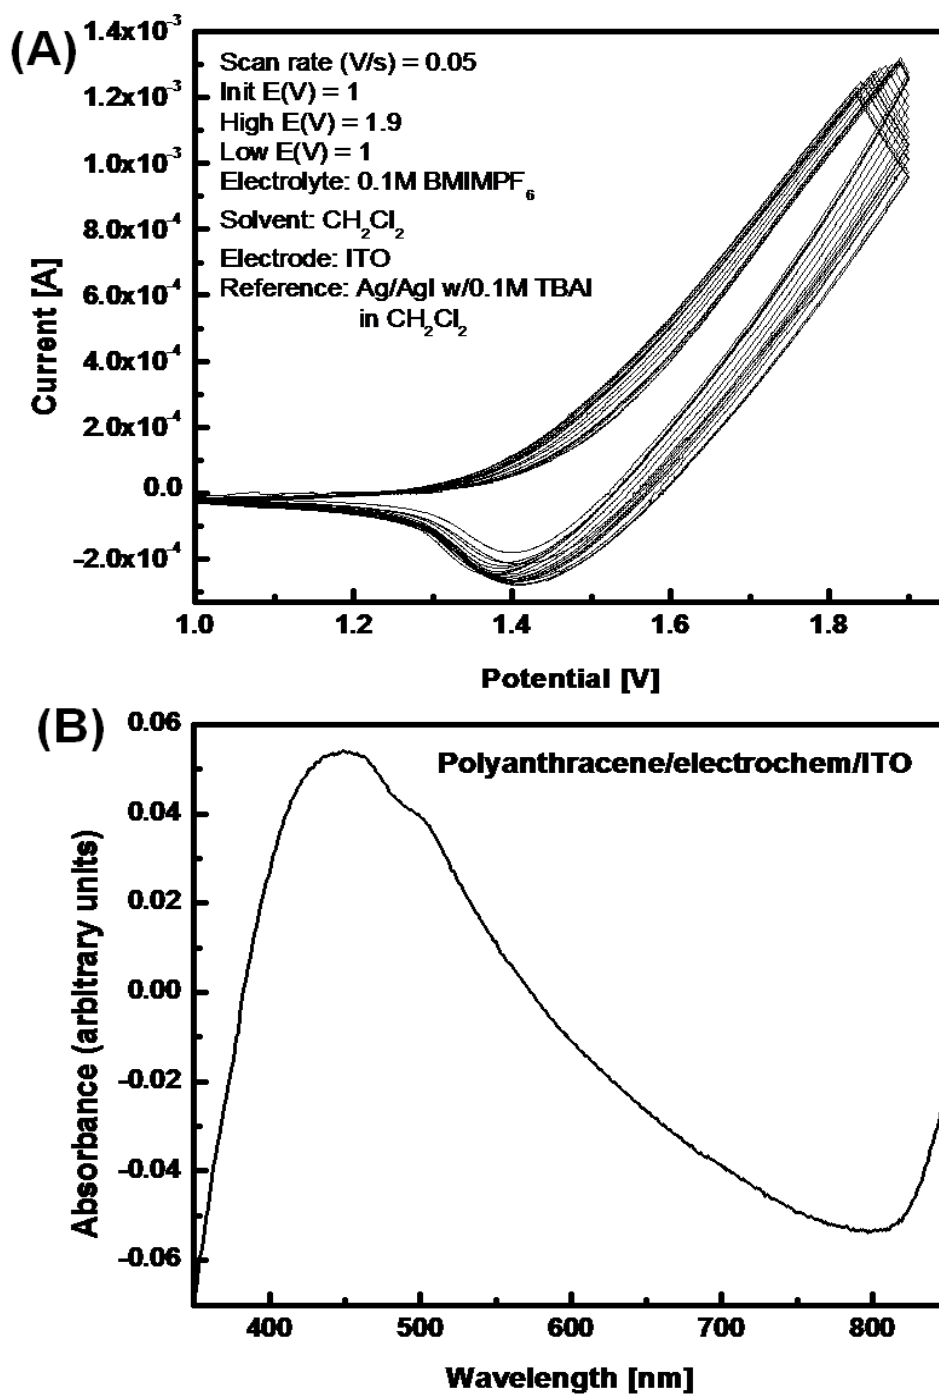 (A)
1.4x10⁻³
1.2x10⁻³
1.0x10⁻³
8.0x10⁻⁴
6.0x10⁻⁴
4.0x10⁻⁴
2.0x10⁻⁴
0.0
-2.0x10⁻⁴
Current [A]
Scan rate (V/s) = 0.05
Init E(V) = 1
High E(V) = 1.9
Low E(V) = 1
Electrolyte: 0.1M BMIMPF₆
Solvent: CH₂Cl₂
Electrode: ITO
Reference: Ag/AgI w/0.1M TBAI
in CH₂Cl₂
1.0 1.2 1.4 1.6 1.8
Potential [V]
(B)
0.06
0.04
0.02
0.00
-0.02
-0.04
-0.06
Absorbance (arbitrary units)
Polyanthracene/electrochem/ITO
400 500 600 700 800
Wavelength [nm]